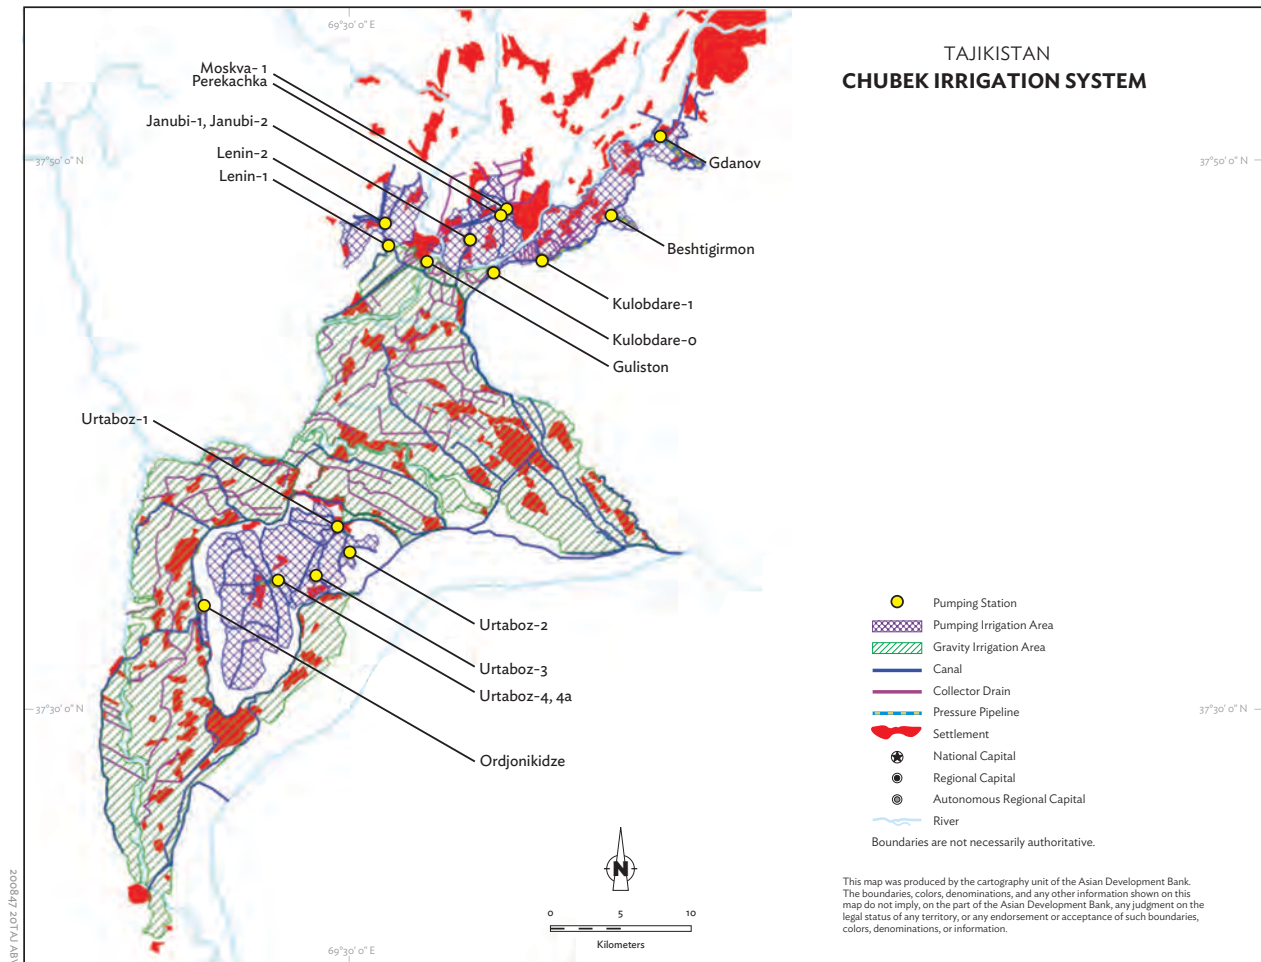 69°30' 0" E
TAJIKISTAN
CHUBEK IRRIGATION SYSTEM
Moskva- 1
Perekachka
Janubi-1, Janubi-2
Lenin-2
Lenin-1
37°50' 0" N
37°50' 0" N
Gdanov
Beshtigirmon
Kulobdare-1
Kulobdare-0
Guliston
Urtaboz-1
Urtaboz-2
Urtaboz-3
Urtaboz-4, 4a
Ordjonikidze
37°30' 0" N
37°30' 0" N
Pumping Station
Pumping Irrigation Area
Gravity Irrigation Area
Canal
Collector Drain
Pressure Pipeline
Settlement
National Capital
Regional Capital
Autonomous Regional Capital
River
Boundaries are not necessarily authoritative.
N
0 5 10
Kilometers
69°30' 0" E
This map was produced by the cartography unit of the Asian Development Bank.
The boundaries, colors, denominations, and any other information shown on this
map do not imply, on the part of the Asian Development Bank, any judgment on the
legal status of any territory, or any endorsement or acceptance of such boundaries,
colors, denominations, or information.
200847 20TAJ ABV